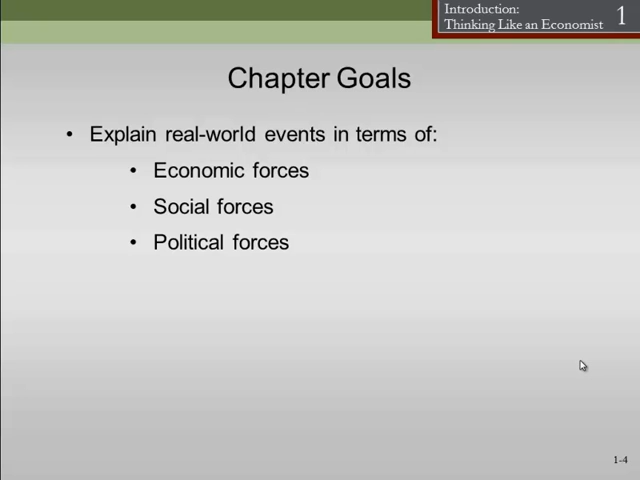 Introduction:
Thinking Like an Economist
1
Chapter Goals
• Explain real-world events in terms of:
• Economic forces
• Social forces
• Political forces
1-4